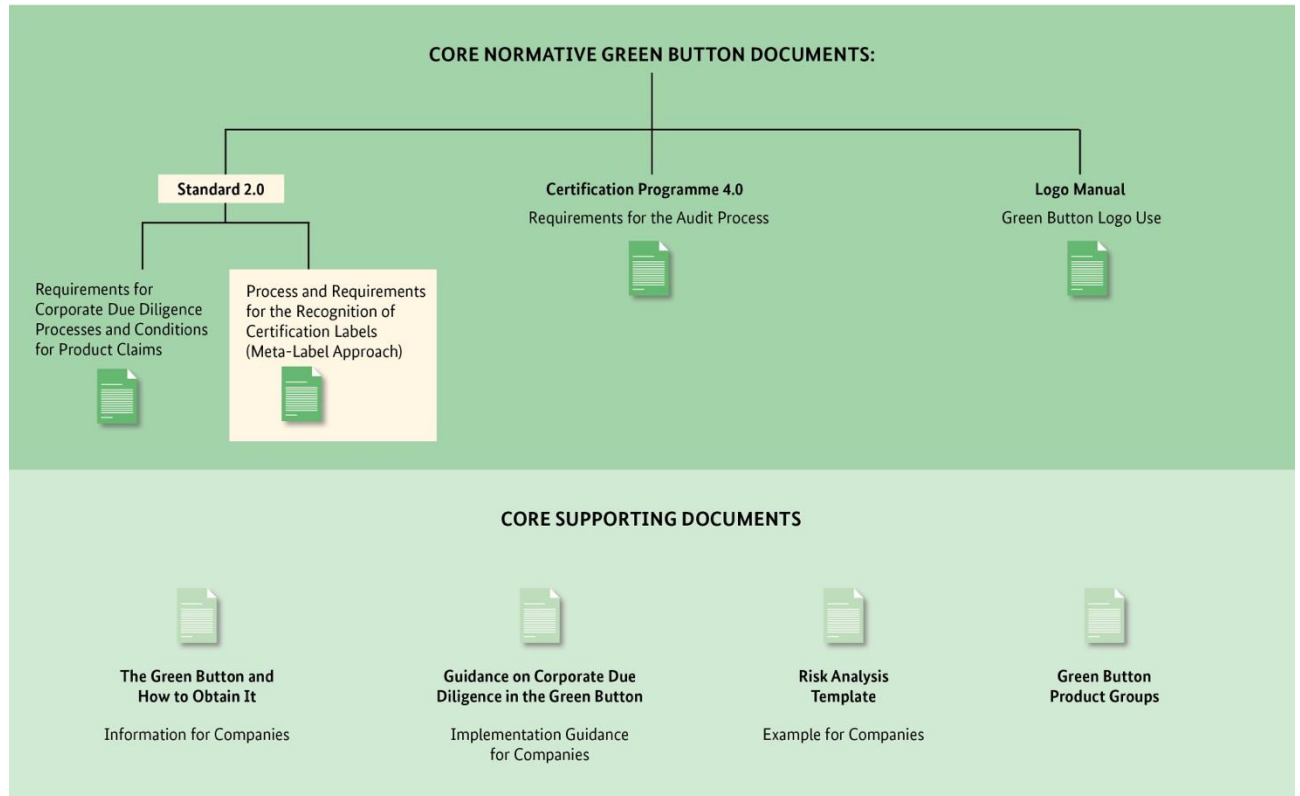 CORE NORMATIVE GREEN BUTTON DOCUMENTS:
Standard 2.0
Requirements for
Corporate Due Diligence
Processes and Conditions
for Product Claims
Process and Requirements
for the Recognition of
Certification Labels
(Meta-Label Approach)
Certification Programme 4.0
Requirements for the Audit Process
Logo Manual
Green Button Logo Use
CORE SUPPORTING DOCUMENTS
The Green Button and
How to Obtain It
Information for Companies
Guidance on Corporate Due
Diligence in the Green Button
Implementation Guidance
for Companies
Risk Analysis
Template
Example for Companies
Green Button
Product Groups